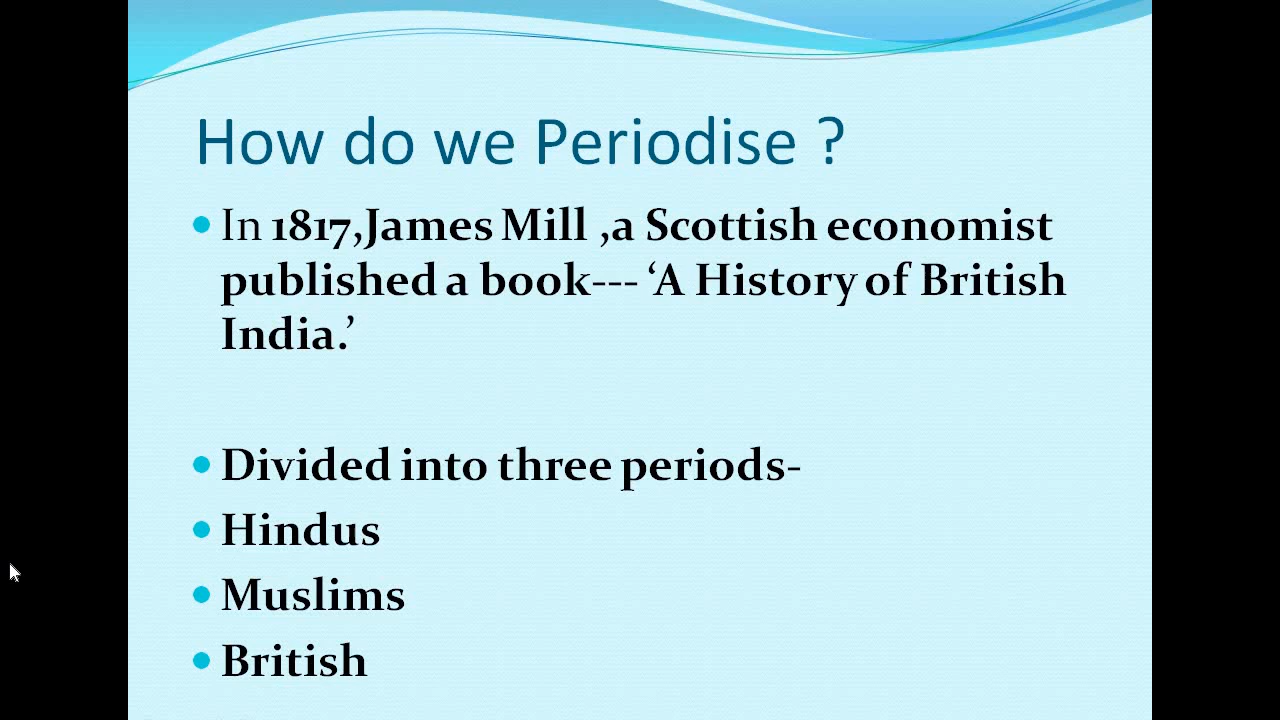 How do we Periodise ?
In 1817,James Mill ,a Scottish economist
published a book--- ‘A History of British
India.’
Divided into three periods-
Hindus
Muslims
British